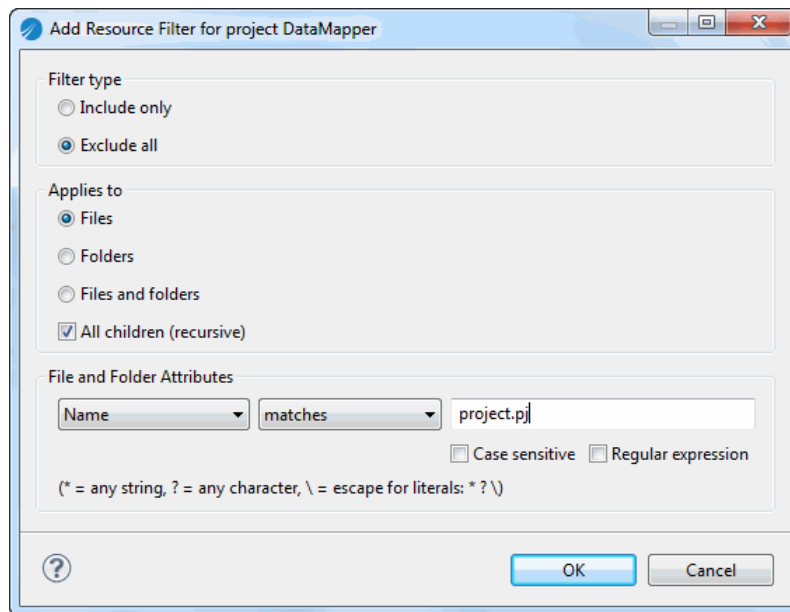 Add Resource Filter for project DataMapper
Filter type
Include only
Exclude all
Applies to
Files
Folders
Files and folders
All children (recursive)
File and Folder Attributes
Name matches project.pj
Case sensitive Regular expression
(* = any string, ? = any character, \ = escape for literals: * ? \)
? OK Cancel